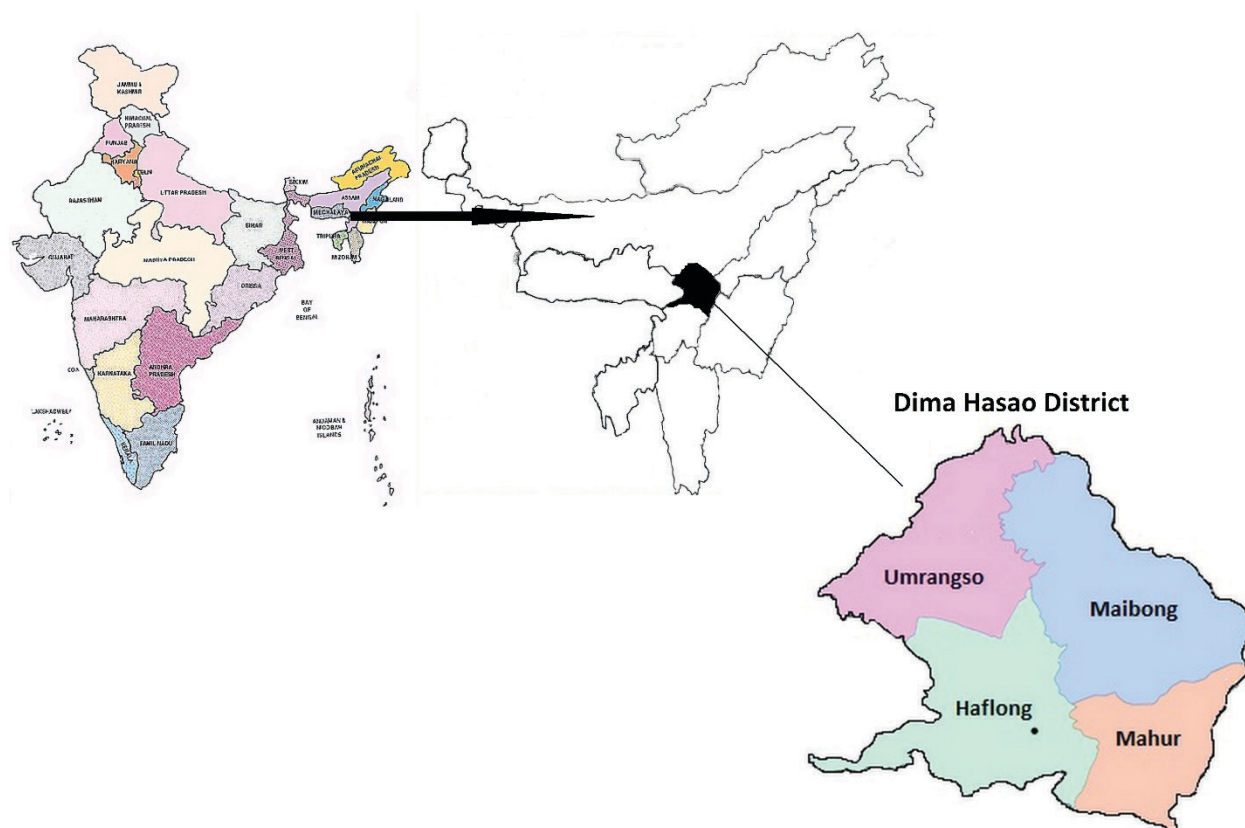 JAMMU &
KASHMIR
HIMACHAL
PRADESH
PUNJAB
HARYANA
DELHI
RAJASTHAN
UTTAR PRADESH
SIKKIM
ARUNACHAL
PRADESH
ASSAM
NAGALAND
MEGHALAYA
BIHAR
TRIPURA
MIZORAM
WEST
BENGAL
GUJARAT
MADHYA PRADESH
ORISSA
MAHARASHTRA
BAY
OF
BENGAL
GOA
KARNATAKA
ANDHRA
PRADESH
LAKSHADWEEP
ANDAMAN &
NICOBAR
ISLANDS
KERALA
TAMIL NADU
Dima Hasao District
Umrangso
Maibong
Haflong
Mahur